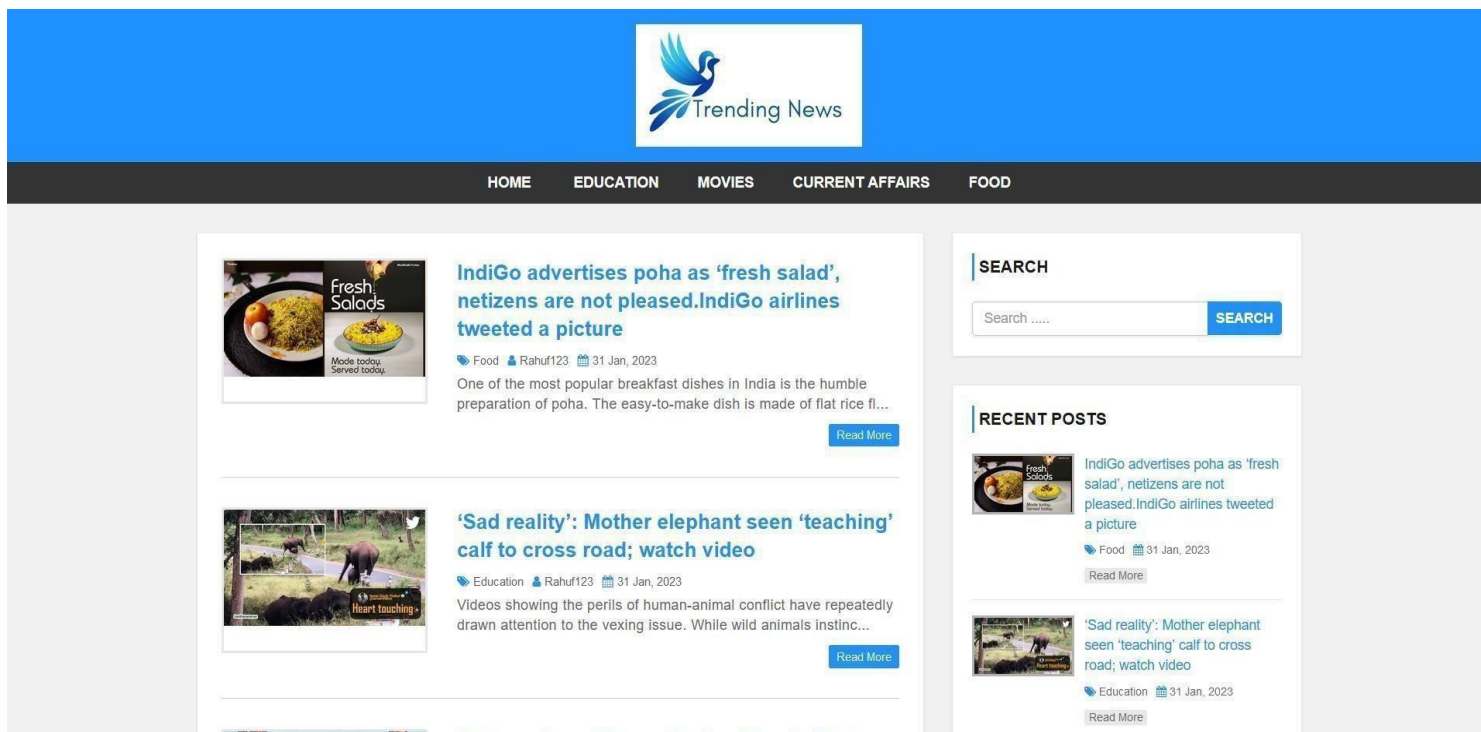 Trending News
HOME EDUCATION MOVIES CURRENT AFFAIRS FOOD
Fresh
Salads
Made today.
Served today.
IndiGo advertises poha as ‘fresh salad’,
netizens are not pleased.IndiGo airlines
tweeted a picture
Food Rahuf123 31 Jan, 2023
One of the most popular breakfast dishes in India is the humble
preparation of poha. The easy-to-make dish is made of flat rice fl...
Read More
Heart touching
‘Sad reality’: Mother elephant seen ‘teaching’
calf to cross road; watch video
Education Rahuf123 31 Jan, 2023
Videos showing the perils of human-animal conflict have repeatedly
drawn attention to the vexing issue. While wild animals instinc...
Read More
SEARCH
Search ..... SEARCH
RECENT POSTS
Fresh
Salads
IndiGo advertises poha as ‘fresh
salad’, netizens are not
pleased.IndiGo airlines tweeted
a picture
Food 31 Jan, 2023
Read More
‘Sad reality’: Mother elephant
seen ‘teaching’ calf to cross
road; watch video
Education 31 Jan, 2023
Read More